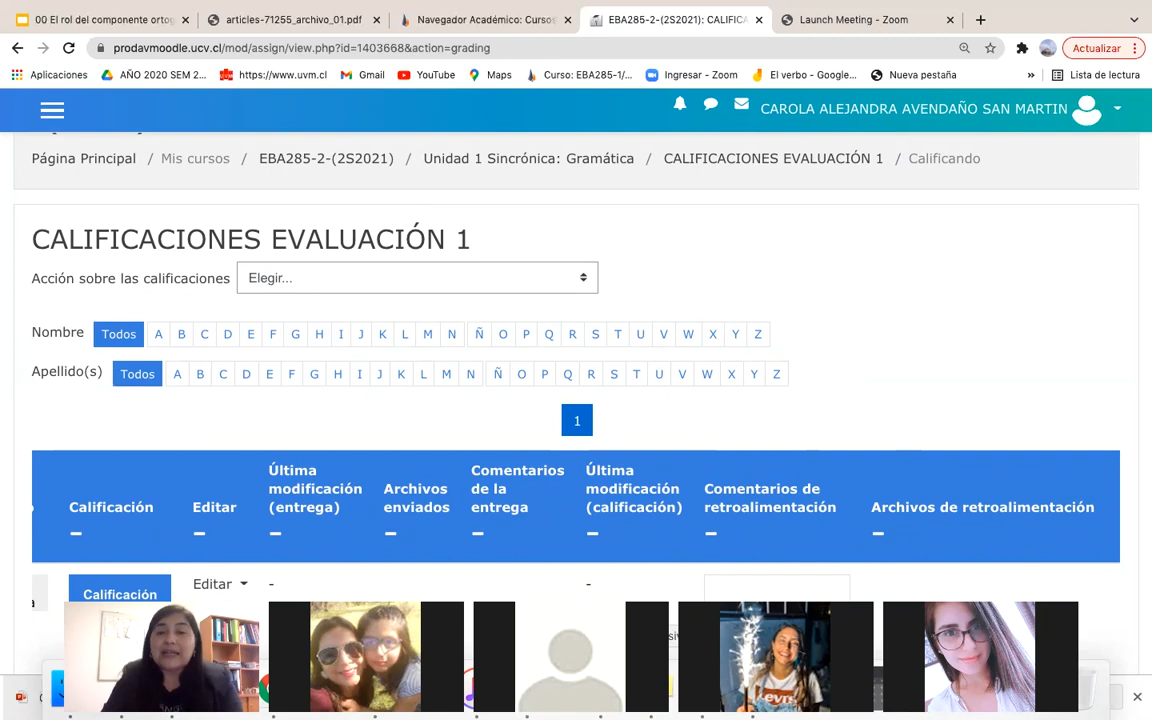 00 El rol del componente ortog
articles-71255_archivo_01.pdf
Navegador Académico: Cursos
EBA285-2-(2S2021): CALIFICA
Launch Meeting - Zoom
prodavmoodle.ucv.cl/mod/assign/view.php?id=1403668&action=grading
Actualizar
Aplicaciones
AÑO 2020 SEM 2...
https://www.uvm.cl
Gmail
YouTube
Maps
Curso: EBA285-1/...
Ingresar - Zoom
El verbo - Google...
Nueva pestaña
»
Lista de lectura
CAROLA ALEJANDRA AVENDAÑO SAN MARTIN
Página Principal / Mis cursos / EBA285-2-(2S2021) / Unidad 1 Sincrónica: Gramática / CALIFICACIONES EVALUACIÓN 1 / Calificando
CALIFICACIONES EVALUACIÓN 1
Acción sobre las calificaciones Elegir...
Nombre Todos A B C D E F G H I J K L M N Ñ O P Q R S T U V W X Y Z
Apellido(s) Todos A B C D E F G H I J K L M N Ñ O P Q R S T U V W X Y Z
1
Calificación
Editar
Última
modificación
(entrega)
Archivos
enviados
Comentarios
de la
entrega
Última
modificación
(calificación)
Comentarios de
retroalimentación
Archivos de retroalimentación
Calificación
Editar
-
-
a